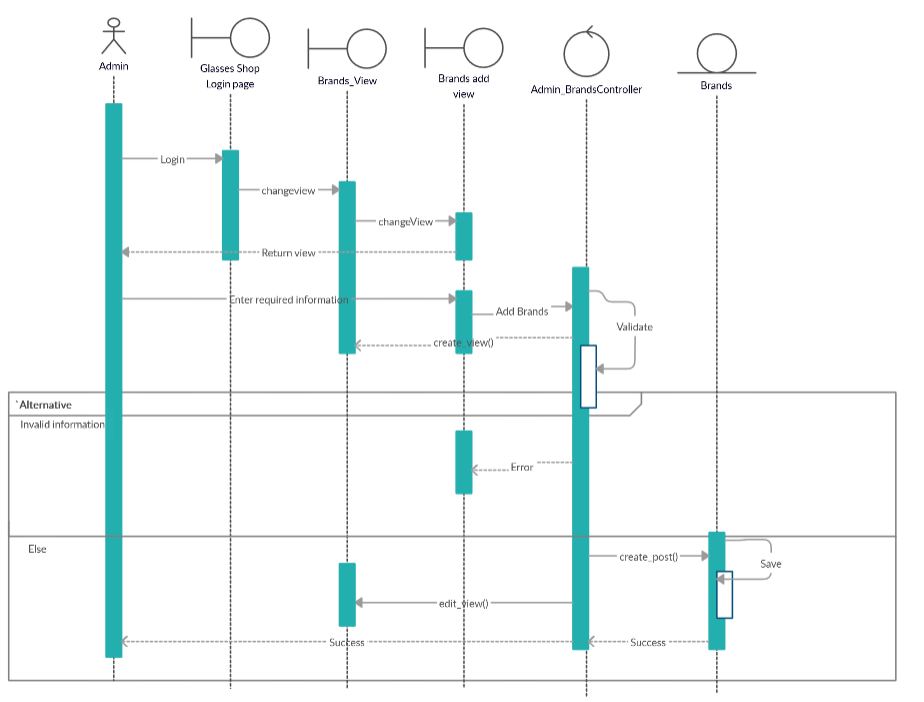 Admin
Glasses Shop
Login page
Brands_View
Brands add
view
Admin_BrandsController
Brands
Login
changeview
changeView
Return view
Enter required information
Add Brands
Validate
create_view()
`Alternative
Invalid information
Error
Else
create_post()
Save
edit_view()
Success
Success